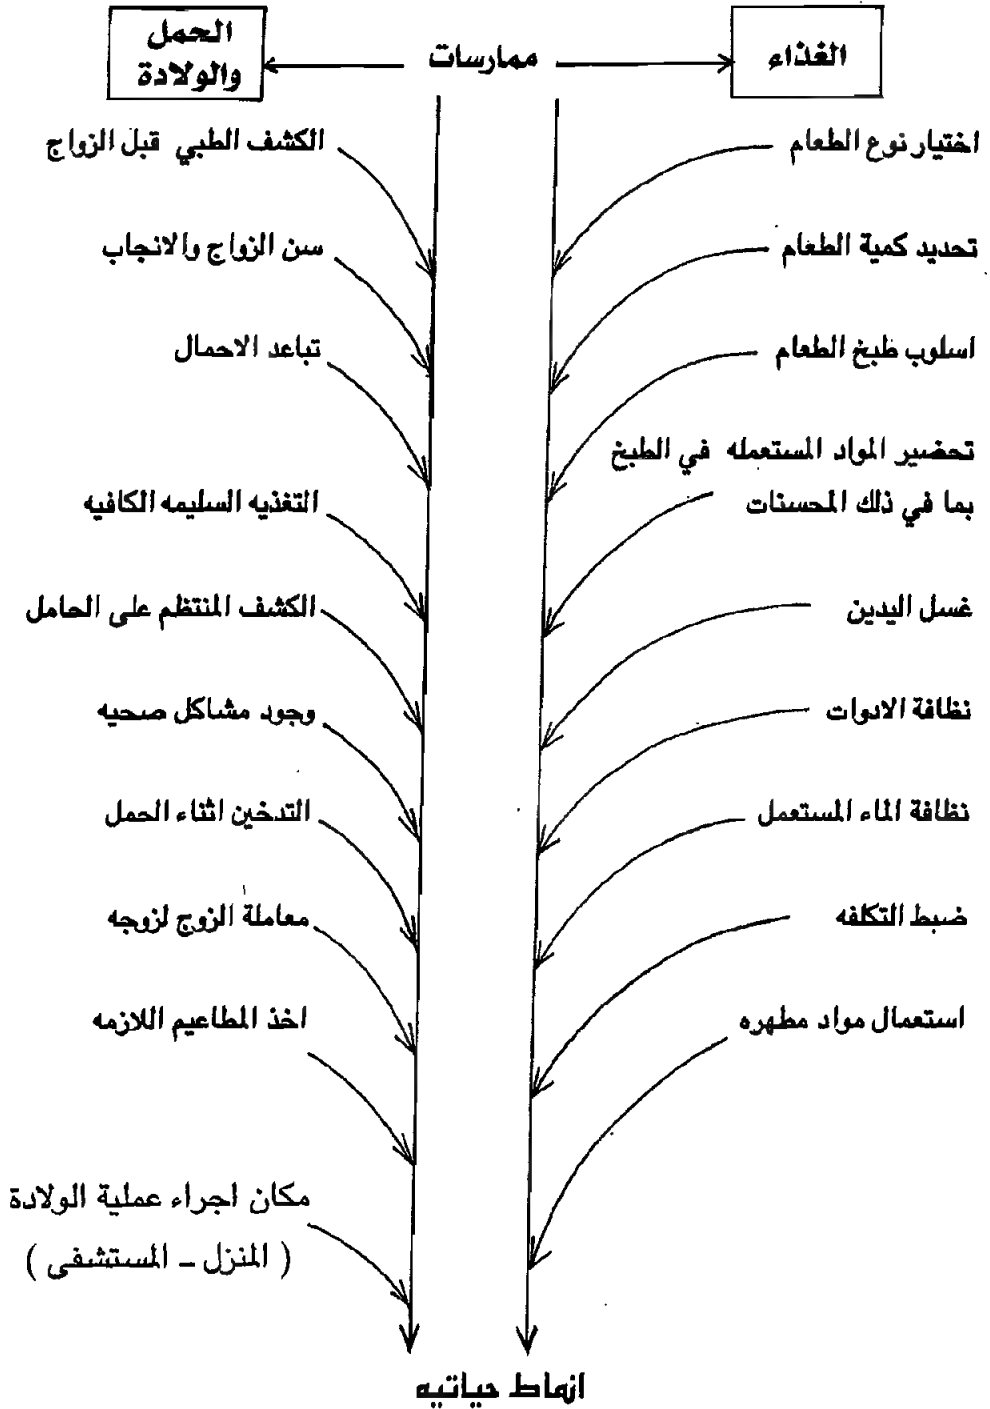 الغذاء
ممارسات
الحمل
والولادة
اختيار نوع الطعام
تحديد كمية الطعام
اسلوب طبخ الطعام
تحضير المواد المستعمله في الطبخ
بما في ذلك المحسنات
غسل اليدين
نظافة الادوات
نظافة الماء المستعمل
ضبط التكلفه
استعمال مواد مطهره
الكشف الطبي قبل الزواج
سن الزواج والانجاب
تباعد الاحمال
التغذيه السليمه الكافيه
الكشف المنتظم على الحامل
وجود مشاكل صحيه
التدخين اثناء الحمل
معاملة الزوج لزوجه
اخذ المطاعيم اللازمه
مكان اجراء عملية الولادة
( المنزل - المستشفى )
انماط حياتيه